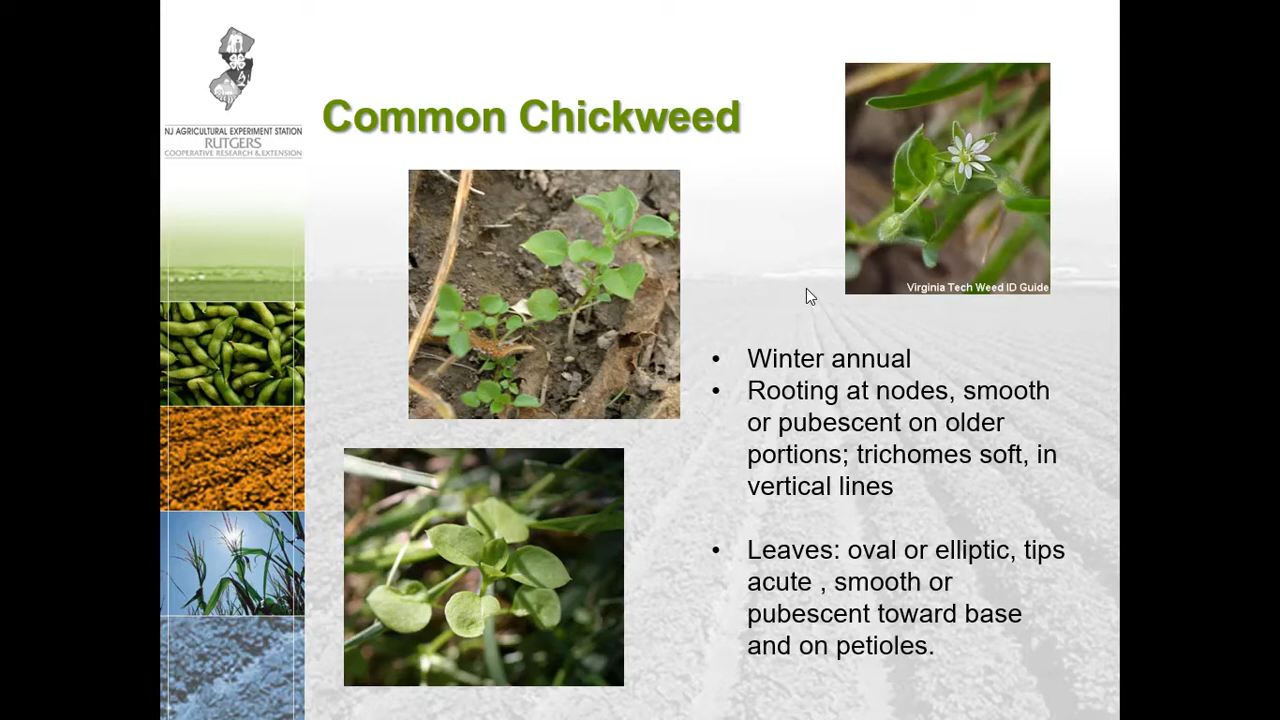 NJ AGRICULTURAL EXPERIMENT STATION
RUTGERS
COOPERATIVE RESEARCH & EXTENSION
Common Chickweed
Virginia Tech Weed ID Guide
• Winter annual
• Rooting at nodes, smooth
or pubescent on older
portions; trichomes soft, in
vertical lines
• Leaves: oval or elliptic, tips
acute , smooth or
pubescent toward base
and on petioles.